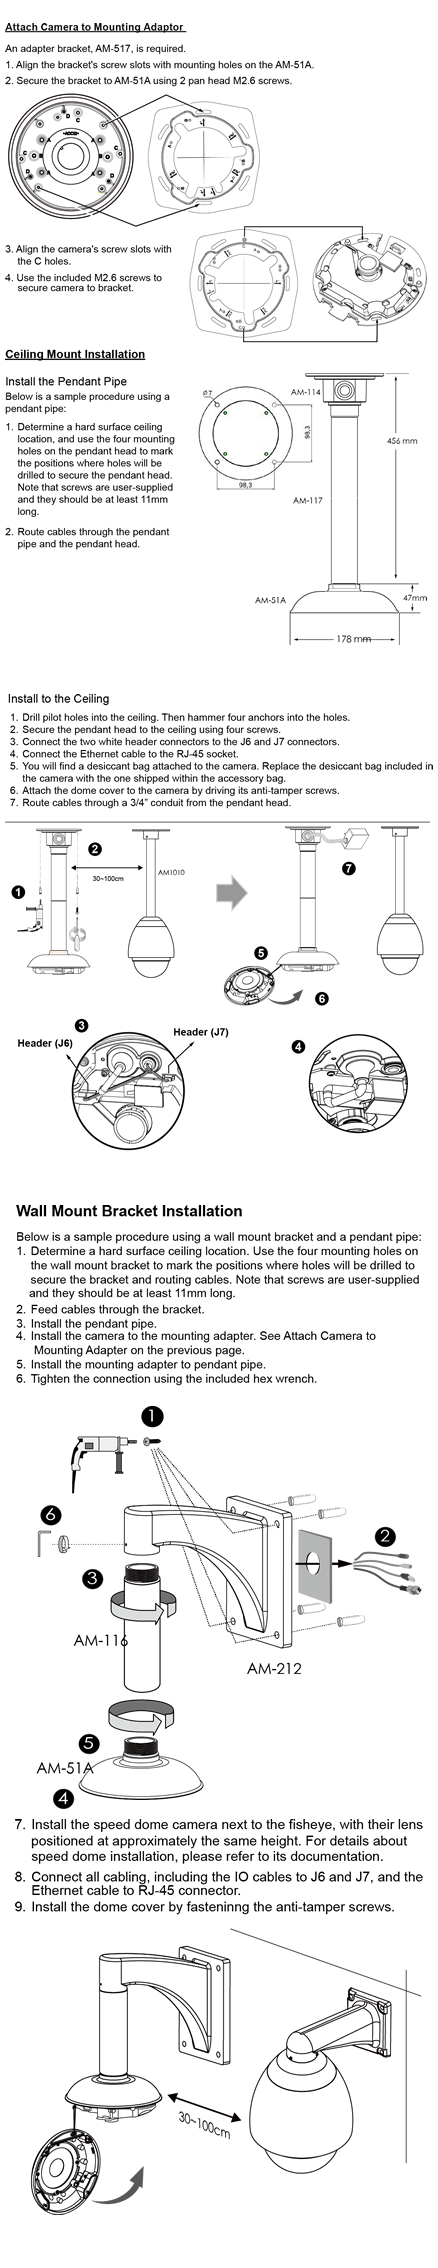 Attach Camera to Mounting Adaptor
An adapter bracket, AM-517, is required.
1. Align the bracket's screw slots with mounting holes on the AM-51A.
2. Secure the bracket to AM-51A using 2 pan head M2.6 screws.
3. Align the camera's screw slots with
the C holes.
4. Use the included M2.6 screws to
secure camera to bracket.
Ceiling Mount Installation
Install the Pendant Pipe
Below is a sample procedure using a
pendant pipe:
1. Determine a hard surface ceiling
location, and use the four mounting
holes on the pendant head to mark
the positions where holes will be
drilled to secure the pendant head.
Note that screws are user-supplied
and they should be at least 11mm
long.
2. Route cables through the pendant
pipe and the pendant head.
Ø7
AM-114
98,3
98,3
456 mm
AM-117
AM-51A
47mm
178 mm
Install to the Ceiling
1. Drill pilot holes into the ceiling. Then hammer four anchors into the holes.
2. Secure the pendant head to the ceiling using four screws.
3. Connect the two white header connectors to the J6 and J7 connectors.
4. Connect the Ethernet cable to the RJ-45 socket.
5. You will find a desiccant bag attached to the camera. Replace the desiccant bag included in
the camera with the one shipped within the accessory bag.
6. Attach the dome cover to the camera by driving its anti-tamper screws.
7. Route cables through a 3/4" conduit from the pendant head.
1
2
30~100cm
AM1010
7
5
6
3
Header (J6)
Header (J7)
4
Wall Mount Bracket Installation
Below is a sample procedure using a wall mount bracket and a pendant pipe:
1. Determine a hard surface ceiling location. Use the four mounting holes on
the wall mount bracket to mark the positions where holes will be drilled to
secure the bracket and routing cables. Note that screws are user-supplied
and they should be at least 11mm long.
2. Feed cables through the bracket.
3. Install the pendant pipe.
4. Install the camera to the mounting adapter. See Attach Camera to
Mounting Adapter on the previous page.
5. Install the mounting adapter to pendant pipe.
6. Tighten the connection using the included hex wrench.
1
6
2
3
AM-116
AM-212
5
AM-51A
4
7. Install the speed dome camera next to the fisheye, with their lens
positioned at approximately the same height. For details about
speed dome installation, please refer to its documentation.
8. Connect all cabling, including the IO cables to J6 and J7, and the
Ethernet cable to RJ-45 connector.
9. Install the dome cover by fasteninng the anti-tamper screws.
30~100cm